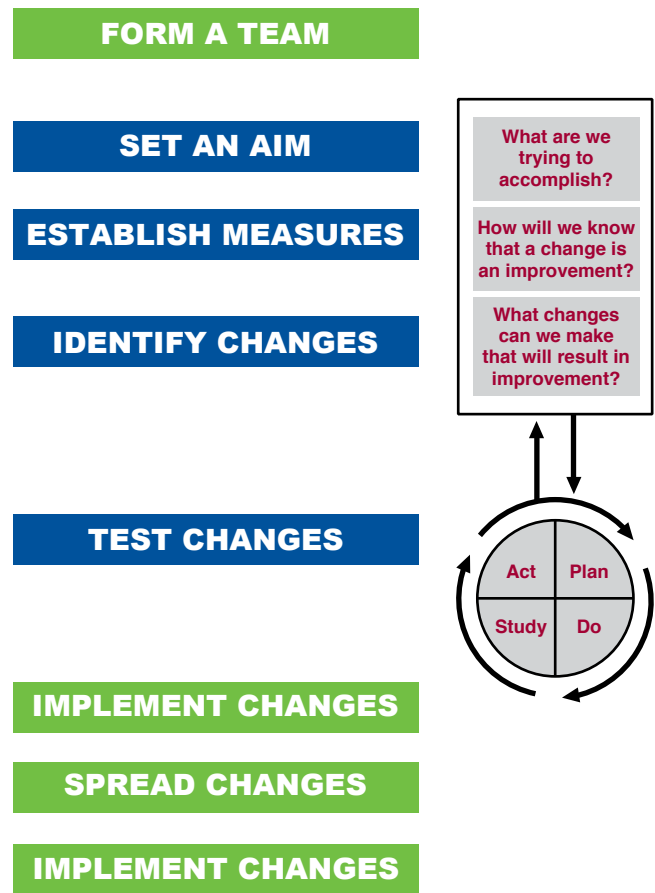 FORM A TEAM
SET AN AIM
What are we
trying to
accomplish?
ESTABLISH MEASURES
How will we know
that a change is
an improvement?
IDENTIFY CHANGES
What changes
can we make
that will result in
improvement?
TEST CHANGES
Act
Plan
Study
Do
IMPLEMENT CHANGES
SPREAD CHANGES
IMPLEMENT CHANGES